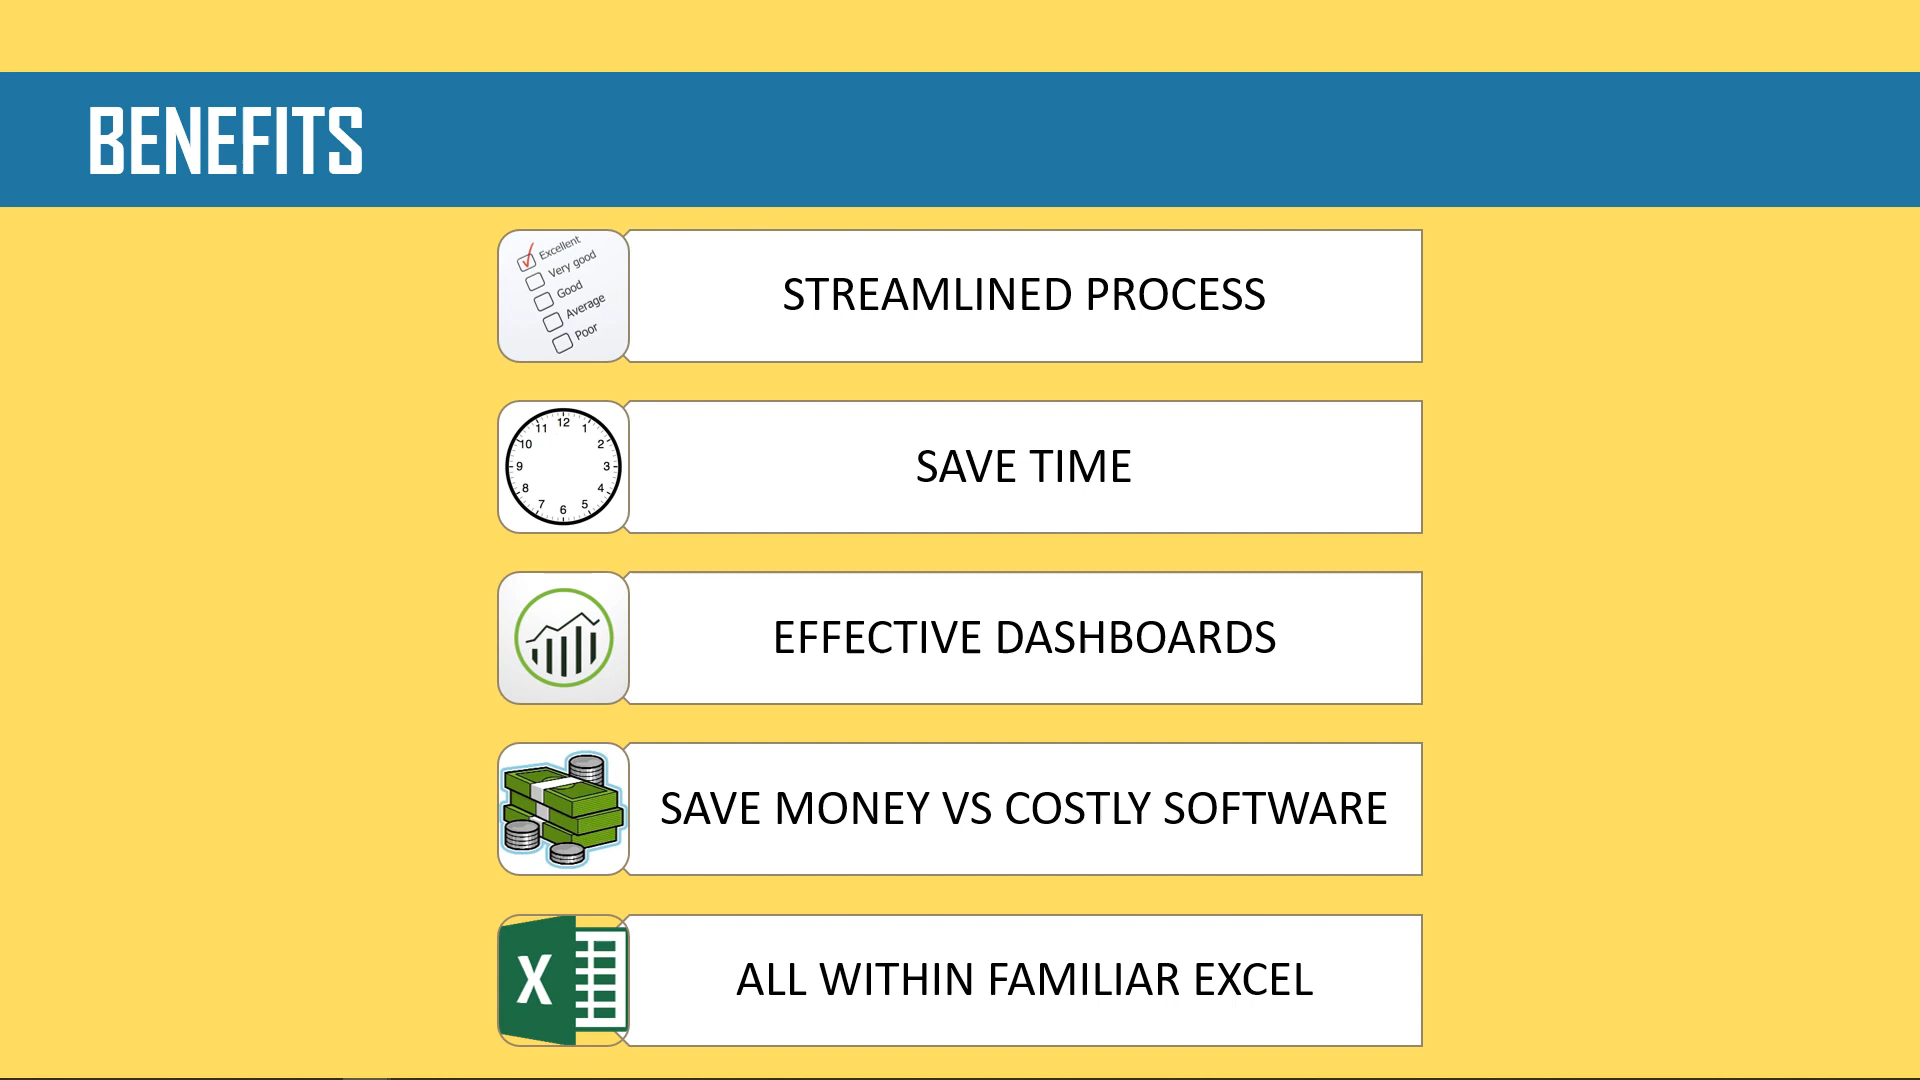 BENEFITS
Excellent
Very good
Good
Average
Poor
STREAMLINED PROCESS
12
11 1
10 2
9 3
8 4
7 5
6
SAVE TIME
EFFECTIVE DASHBOARDS
SAVE MONEY VS COSTLY SOFTWARE
X
ALL WITHIN FAMILIAR EXCEL